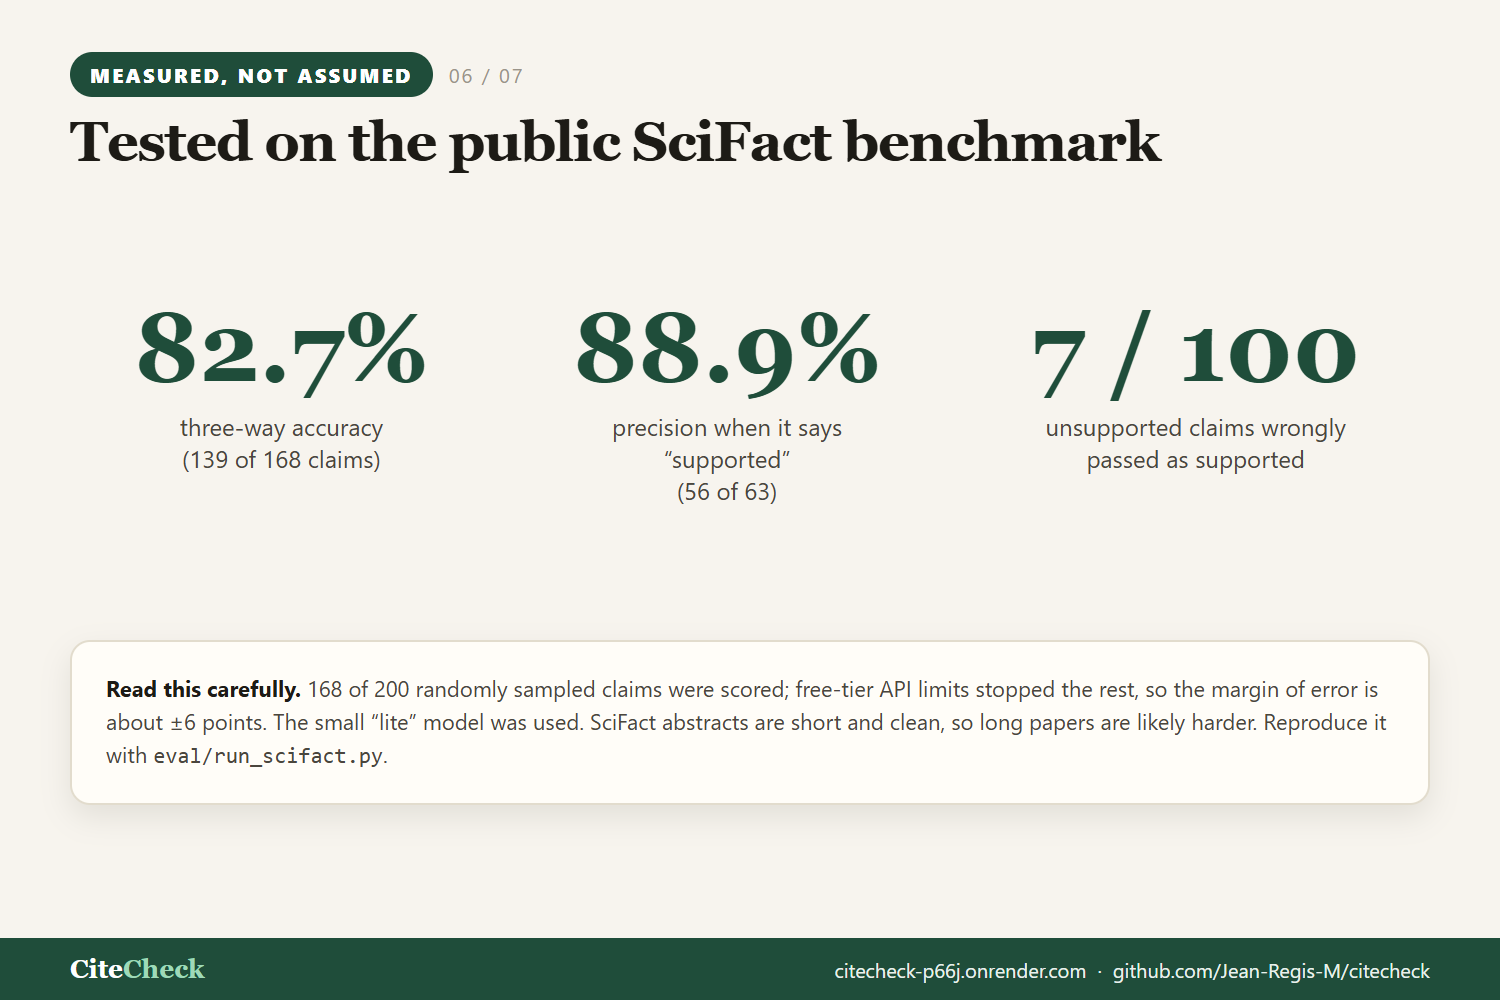 MEASURED, NOT ASSUMED
06 / 07
Tested on the public SciFact benchmark
82.7%
three-way accuracy
(139 of 168 claims)
88.9%
precision when it says
“supported”
(56 of 63)
7 / 100
unsupported claims wrongly
passed as supported
Read this carefully. 168 of 200 randomly sampled claims were scored; free-tier API limits stopped the rest, so the margin of error is
about ±6 points. The small “lite” model was used. SciFact abstracts are short and clean, so long papers are likely harder. Reproduce it
with eval/run_scifact.py.
CiteCheck
citecheck-p66j.onrender.com · github.com/Jean-Regis-M/citecheck